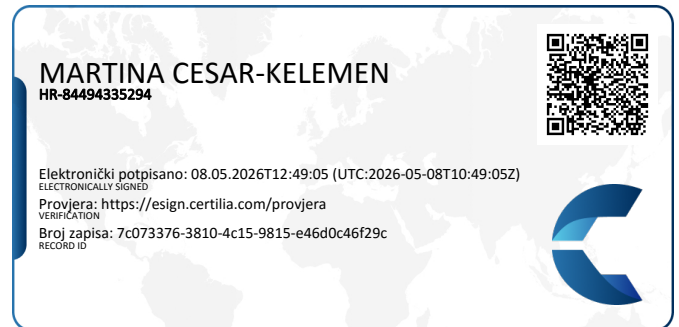 MARTINA CESAR-KELEMEN
HR-84494335294
Elektronički potpisano: 08.05.2026T12:49:05 (UTC:2026-05-08T10:49:05Z)
ELECTRONICALLY SIGNED
Provjera: https://esign.certilia.com/provjera
VERIFICATION
Broj zapisa: 7c073376-3810-4c15-9815-e46d0c46f29c
RECORD ID